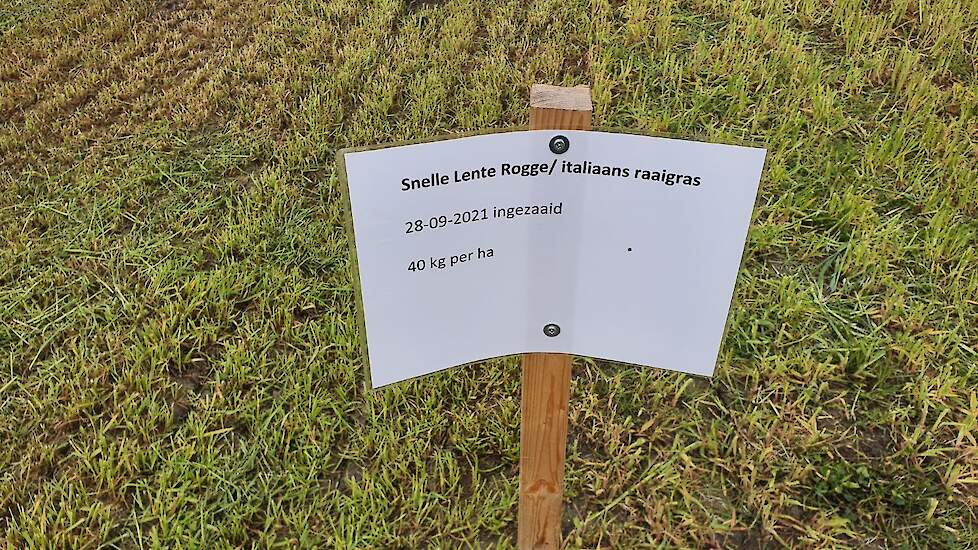 Snelle Lente Rogge/ italiaans raaigras
28-09-2021 ingezaaid
40 kg per ha